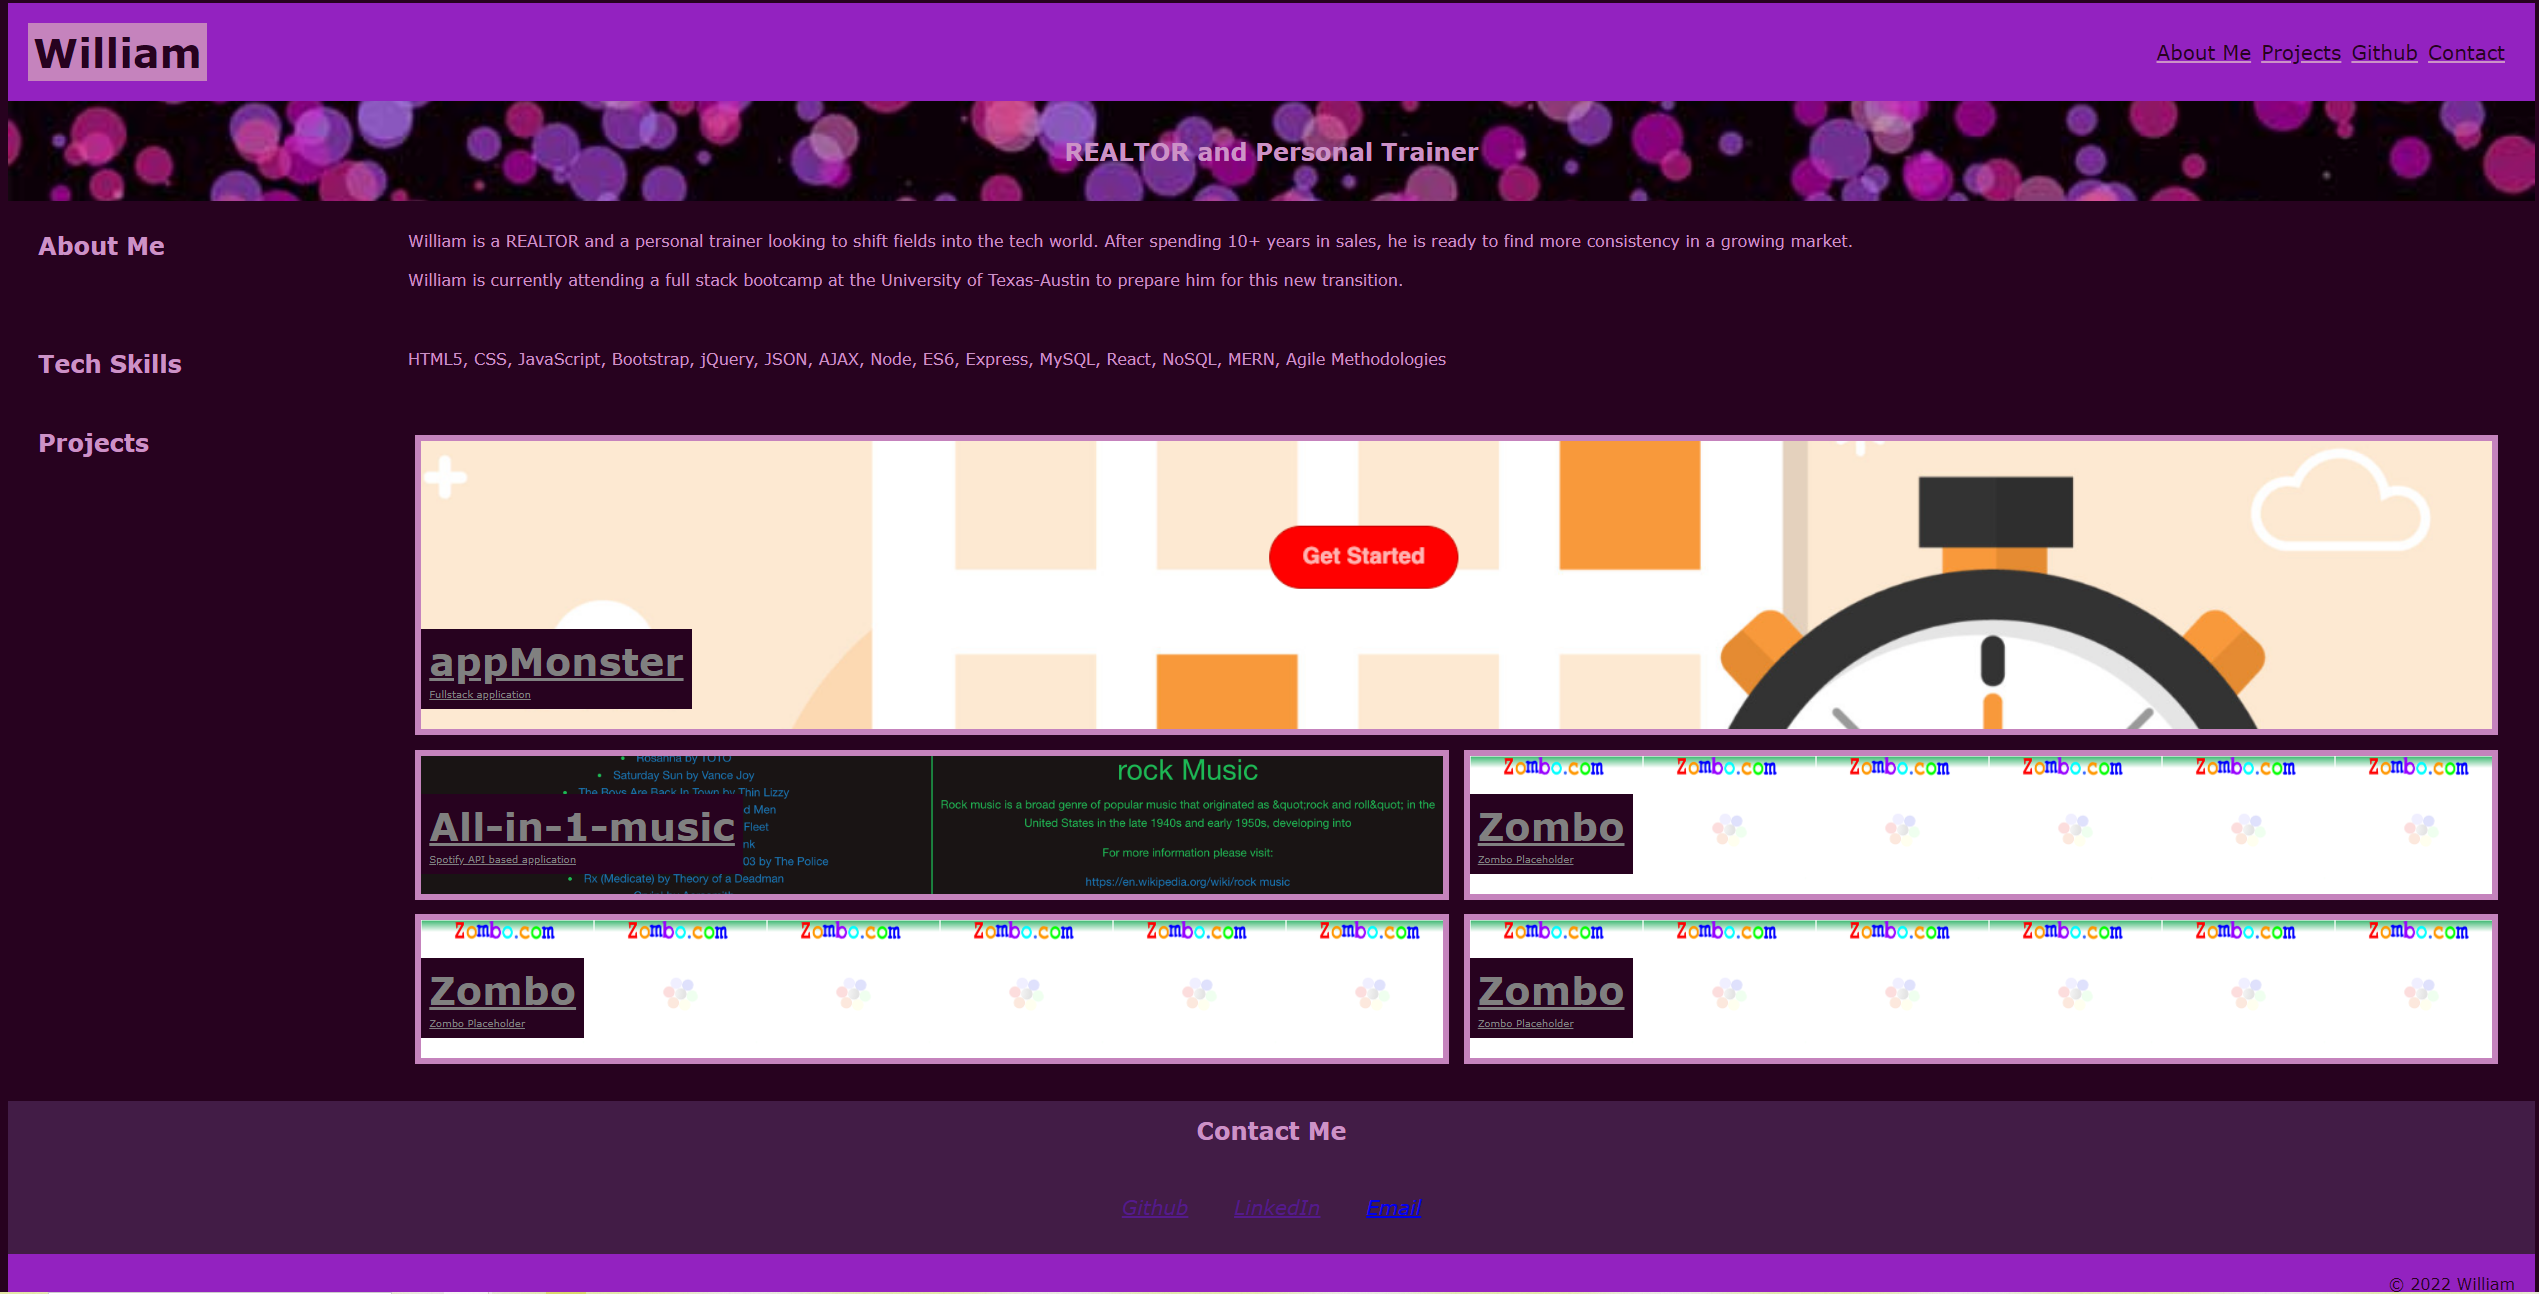 William
About Me Projects Github Contact
REALTOR and Personal Trainer
About Me
William is a REALTOR and a personal trainer looking to shift fields into the tech world. After spending 10+ years in sales, he is ready to find more consistency in a growing market.
William is currently attending a full stack bootcamp at the University of Texas-Austin to prepare him for this new transition.
Tech Skills
HTML5, CSS, JavaScript, Bootstrap, jQuery, JSON, AJAX, Node, ES6, Express, MySQL, React, NoSQL, MERN, Agile Methodologies
Projects
Get Started
appMonster
Fullstack application
Rosanna by TOTO
Saturday Sun by Vance Joy
The Boys Are Back In Town by Thin Lizzy
d Men
Fleet
nk
03 by The Police
Rx (Medicate) by Theory of a Deadman
All-in-1-music
Spotify API based application
rock Music
Rock music is a broad genre of popular music that originated as &quot;rock and roll&quot; in the
United States in the late 1940s and early 1950s, developing into
For more information please visit:
https://en.wikipedia.org/wiki/rock music
Zombo.com Zombo.com Zombo.com Zombo.com Zombo.com Zombo.com
Zombo
Zombo Placeholder
Zombo.com Zombo.com Zombo.com Zombo.com Zombo.com Zombo.com
Zombo
Zombo Placeholder
Zombo.com Zombo.com Zombo.com Zombo.com Zombo.com Zombo.com
Zombo
Zombo Placeholder
Contact Me
Github LinkedIn Email
© 2022 William